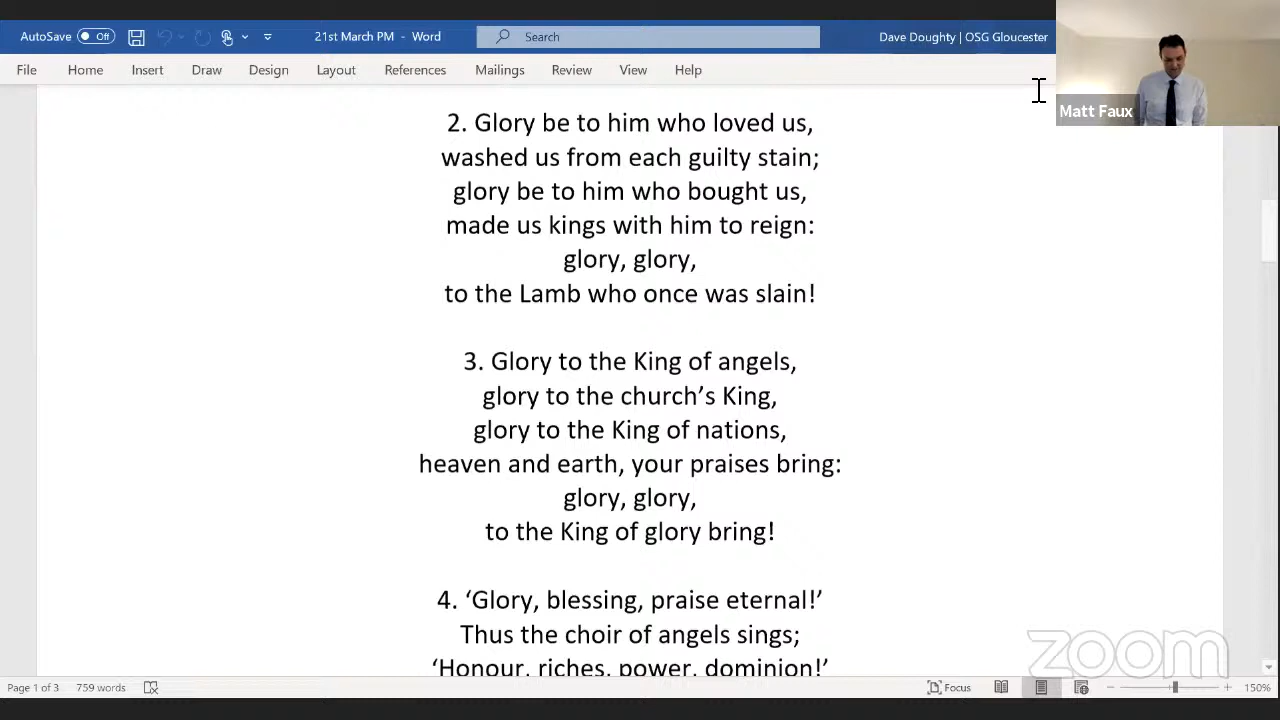 AutoSave Off 21st March PM - Word Search Dave Doughty | OSG Gloucester
File Home Insert Draw Design Layout References Mailings Review View Help
Matt Faux
2. Glory be to him who loved us,
washed us from each guilty stain;
glory be to him who bought us,
made us kings with him to reign:
glory, glory,
to the Lamb who once was slain!
3. Glory to the King of angels,
glory to the church’s King,
glory to the King of nations,
heaven and earth, your praises bring:
glory, glory,
to the King of glory bring!
4. ‘Glory, blessing, praise eternal!’
Thus the choir of angels sings;
‘Honour, riches, power, dominion!’
zoom
Page 1 of 3 759 words Focus 150%